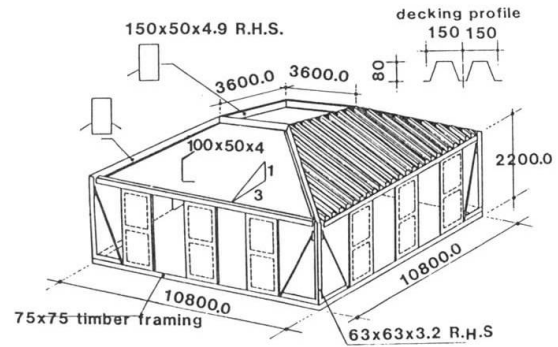 decking profile
150x50x4.9 R.H.S.
150 150
80
3600.0 3600.0
100x50x4
1
3
2200.0
10800.0
10800.0
75x75 timber framing
63x63x3.2 R.H.S